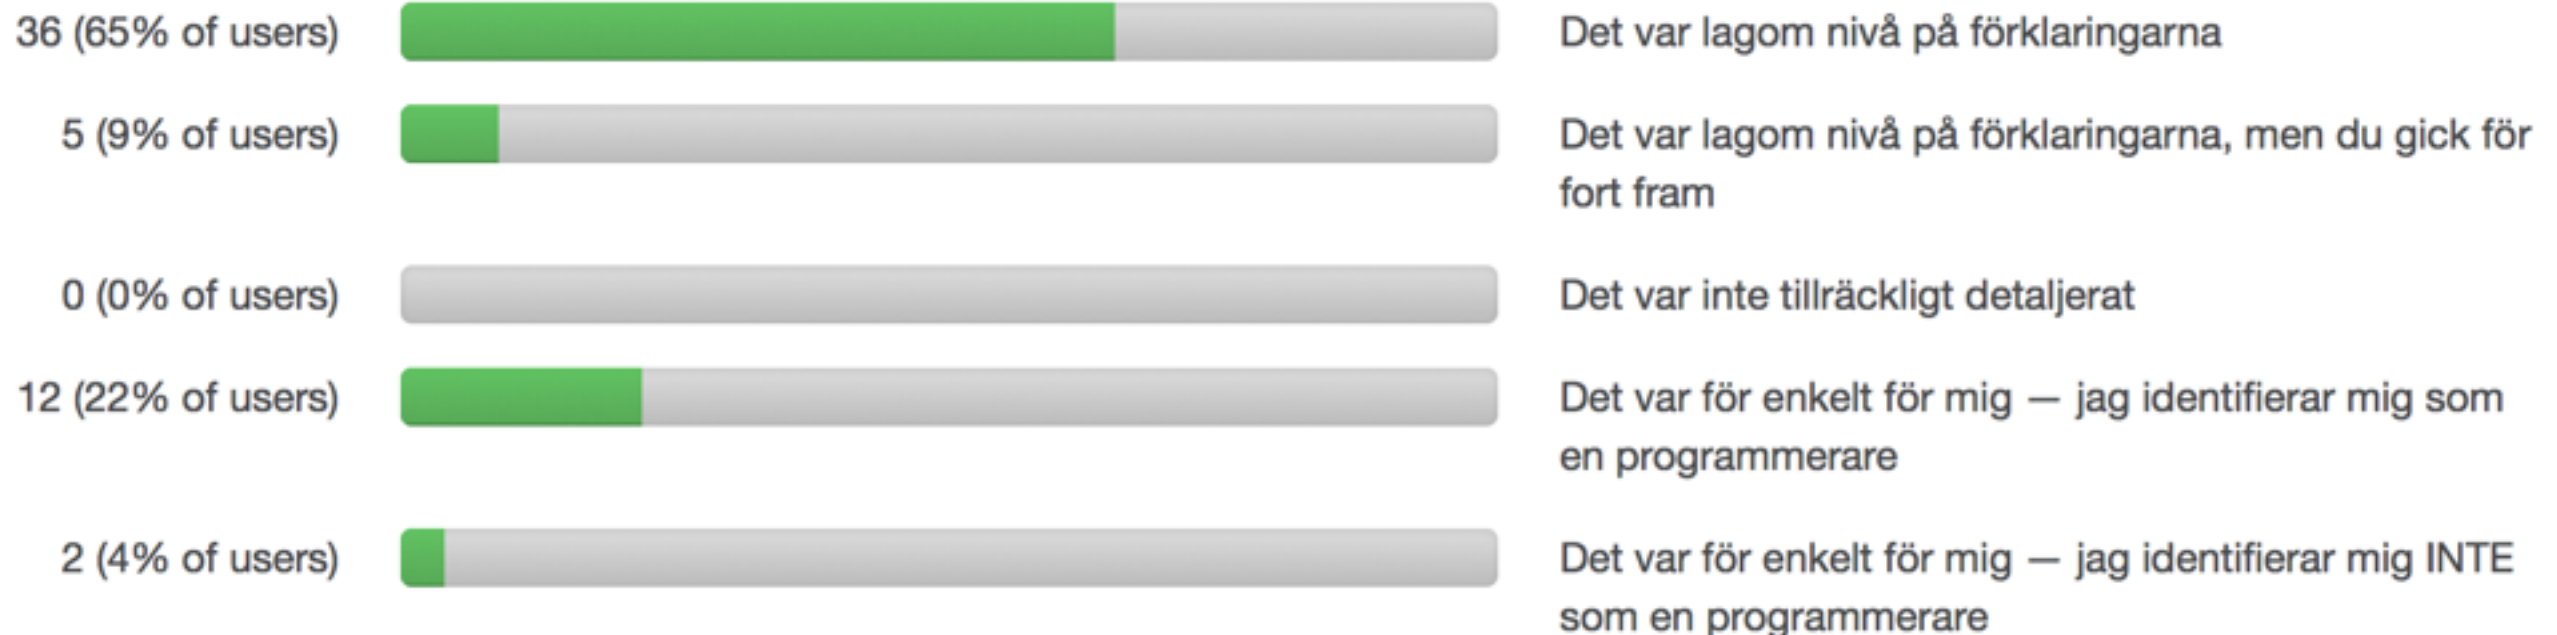 36 (65% of users) Det var lagom nivå på förklaringarna
5 (9% of users) Det var lagom nivå på förklaringarna, men du gick för
fort fram
0 (0% of users) Det var inte tillräckligt detaljerat
12 (22% of users) Det var för enkelt för mig — jag identifierar mig som
en programmerare
2 (4% of users) Det var för enkelt för mig — jag identifierar mig INTE
som en programmerare